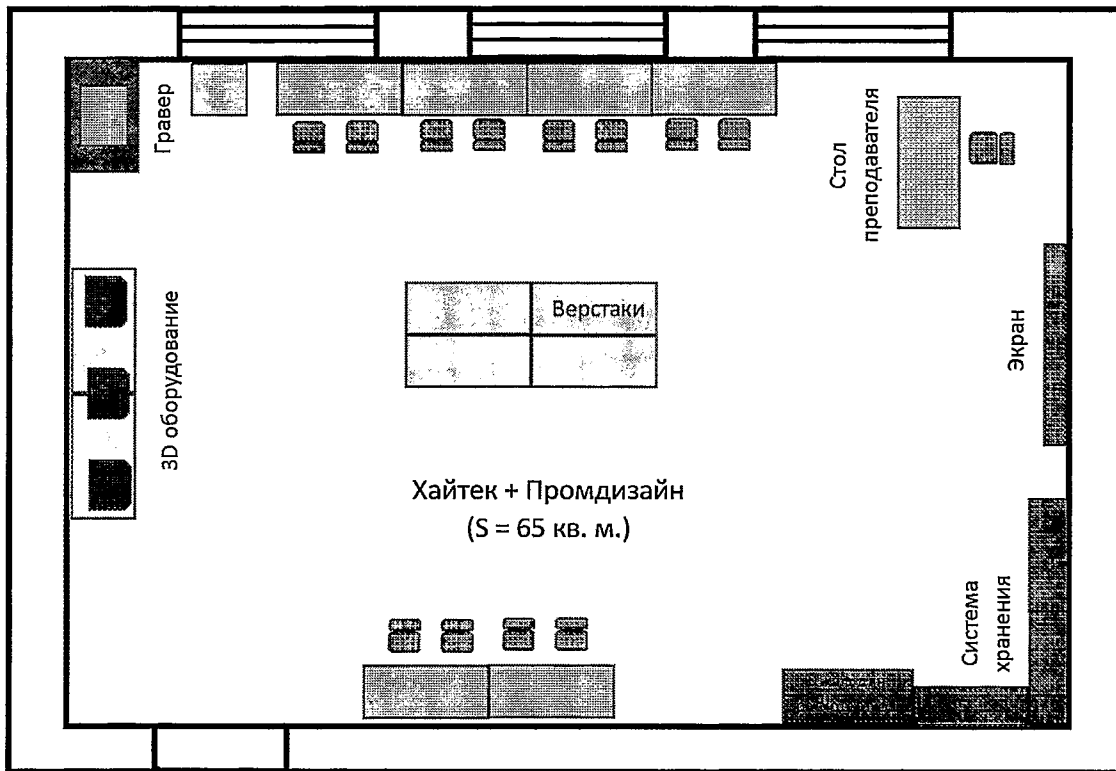 Гравер
Стол
преподавателя
Верстаки
3D оборудование
Экран
Хайтек + Промдизайн
(S = 65 кв. м.)
Система
хранения